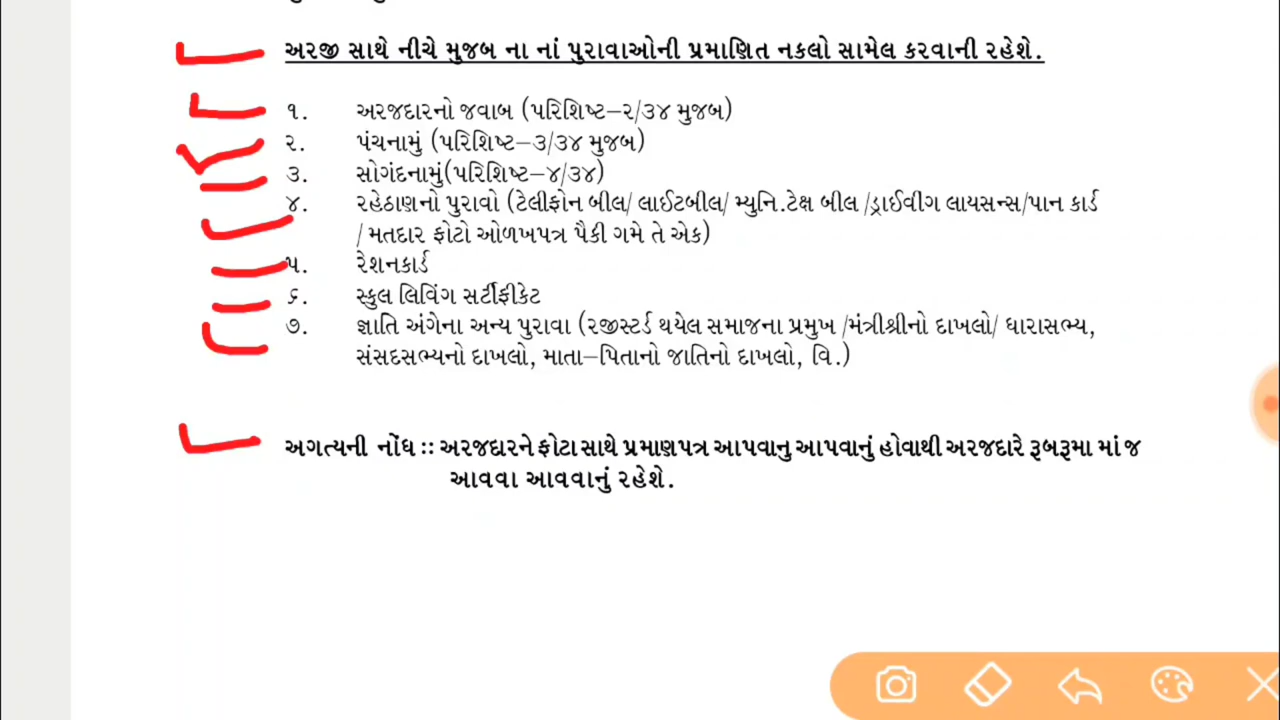 અરજી સાથે નીચે મુજબ ના નાં પુરાવાઓની પ્રમાણિત નકલો સામેલ કરવાની રહેશે.
૧. અરજદારનો જવાબ (પરિશિષ્ટ–૨/૩૪ મુજબ)
૨. પંચનામું (પરિશિષ્ટ–૩/૩૪ મુજબ)
૩. સોગંદનામું(પરિશિષ્ટ–૪/૩૪)
૪. રહેઠાણનો પુરાવો (ટેલીફોન બીલ/ લાઈટબીલ/ મ્યુનિ.ટેક્ષ બીલ /ડ્રાઈવીગ લાયસન્સ/પાન કાર્ડ
/ મતદાર ફોટો ઓળખપત્ર પૈકી ગમે તે એક)
૫. રેશનકાર્ડ
૬. સ્કુલ લિવિંગ સર્ટીફીકેટ
૭. જ્ઞાતિ અંગેના અન્ય પુરાવા (રજીસ્ટર્ડ થયેલ સમાજના પ્રમુખ /મંત્રીશ્રીનો દાખલો/ ધારાસભ્ય,
સંસદસભ્યનો દાખલો, માતા–પિતાનો જાતિનો દાખલો, વિ.)
અગત્યની નોંધ :: અરજદારને ફોટા સાથે પ્રમાણપત્ર આપવાનુ આપવાનું હોવાથી અરજદારે રૂબરૂમા માં જ
આવવા આવવાનું રહેશે.